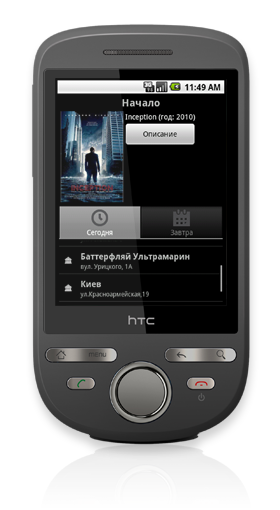 3G
11:49 AM
Начало
Inception (год: 2010)
Описание
Сегодня
Завтра
Баттерфляй Ультрамарин
вул. Урицкого, 1А
Киев
ул.Красноармейская,19
hTC
menu